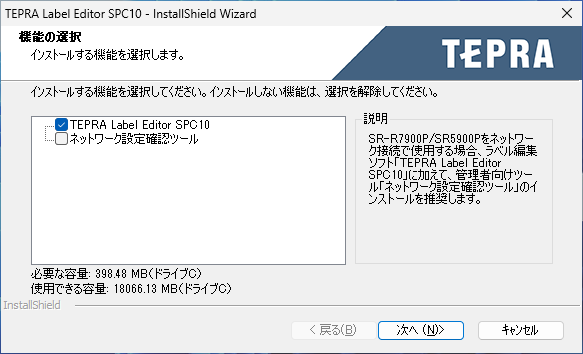 TEPRA Label Editor SPC10 - InstallShield Wizard
機能の選択
インストールする機能を選択します。
TEPRA
インストールする機能を選択してください。インストールしない機能は、選択を解除してください。
TEPRA Label Editor SPC10
ネットワーク設定確認ツール
説明
SR-R7900P/SR5900Pをネットワ
ーク接続で使用する場合、ラベル編集
ソフト「TEPRA Label Editor
SPC10」に加えて、管理者向けツー
ル「ネットワーク設定確認ツール」のイ
ンストールを推奨します。
必要な容量: 398.48 MB(ドライブC)
使用できる容量: 18066.13 MB(ドライブC)
InstallShield
< 戻る(B)
次へ (N)>
キャンセル